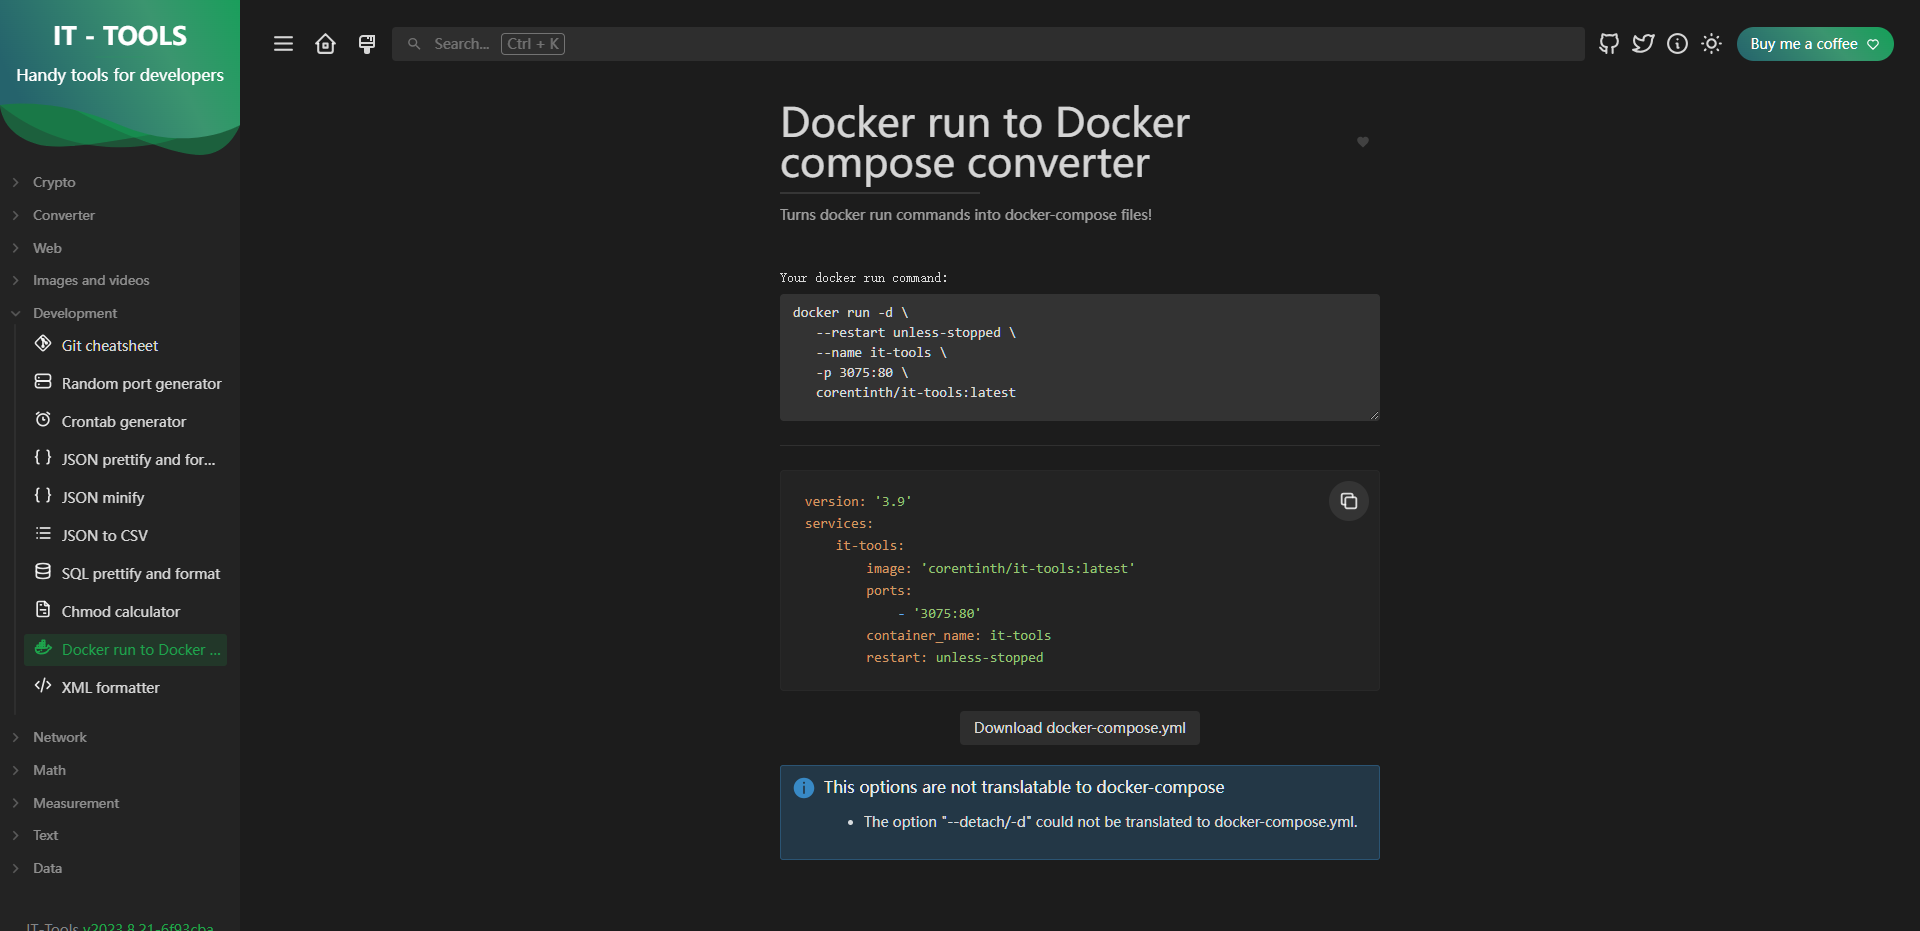 IT - TOOLS
Handy tools for developers
Crypto
Converter
Web
Images and videos
Development
Git cheatsheet
Random port generator
Crontab generator
JSON prettify and for...
JSON minify
JSON to CSV
SQL prettify and format
Chmod calculator
Docker run to Docker ...
XML formatter
Network
Math
Measurement
Text
Data
IT-Tools v2023.8.21-6f93cba
Search... Ctrl + K
Buy me a coffee
Docker run to Docker
compose converter
Turns docker run commands into docker-compose files!
Your docker run command:
docker run -d \
--restart unless-stopped \
--name it-tools \
-p 3075:80 \
corentinth/it-tools:latest
version: '3.9'
services:
it-tools:
image: 'corentinth/it-tools:latest'
ports:
- '3075:80'
container_name: it-tools
restart: unless-stopped
Download docker-compose.yml
This options are not translatable to docker-compose
• The option "--detach/-d" could not be translated to docker-compose.yml.